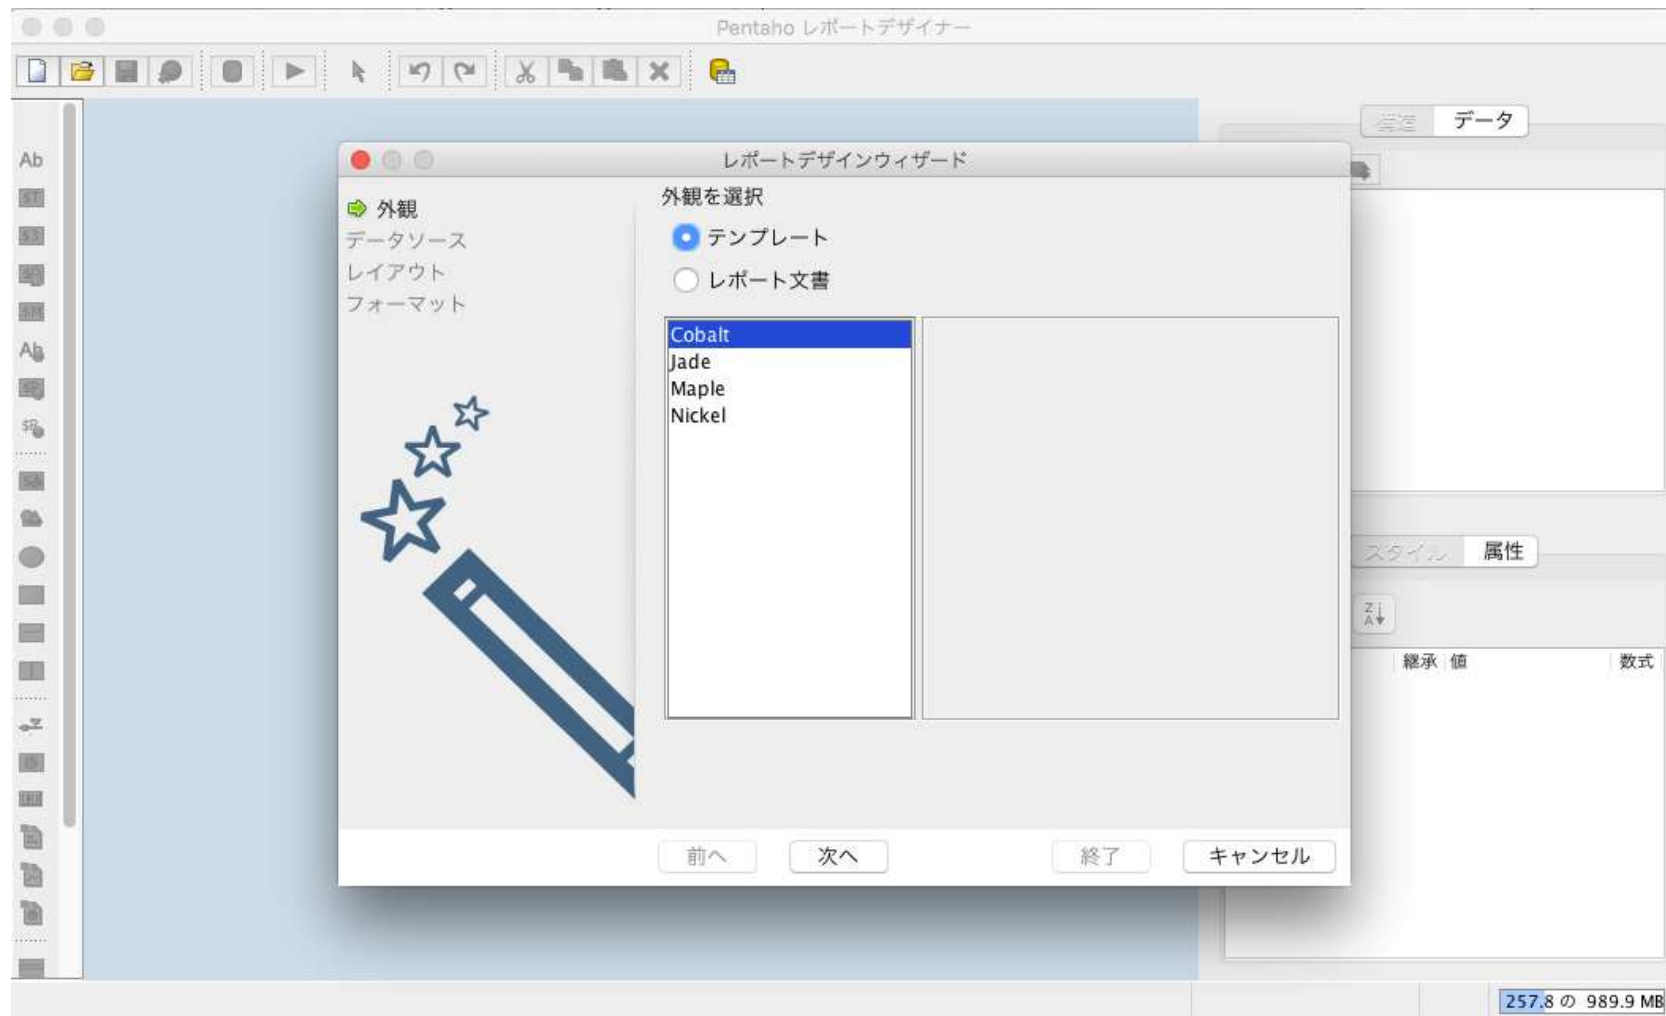 Pentaho レポートデザイナー
データ
レポートデザインウィザード
外観
データソース
レイアウト
フォーマット
外観を選択
テンプレート
レポート文書
Cobalt
Jade
Maple
Nickel
スタイル 属性
継承 値 数式
前へ 次へ 終了 キャンセル
Ab
257.8 の 989.9 MB